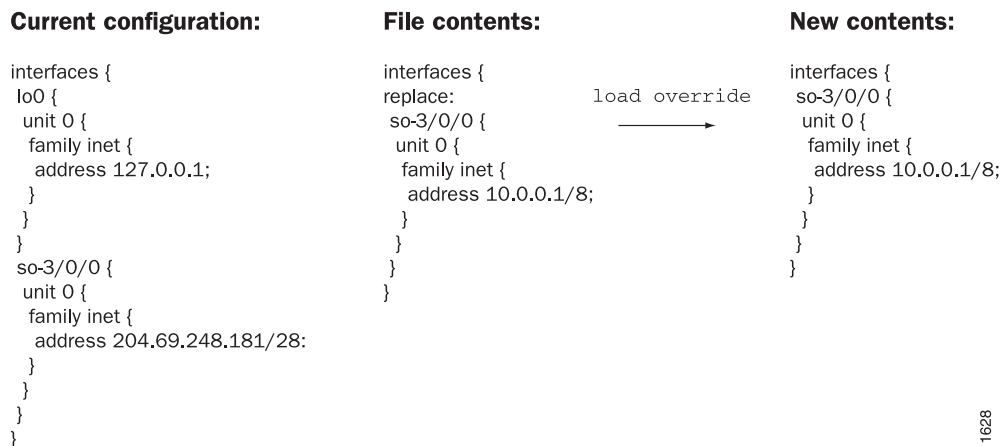 Current configuration:
interfaces {
lo0 {
unit 0 {
family inet {
address 127.0.0.1;
}
}
}
so-3/0/0 {
unit 0 {
family inet {
address 204.69.248.181/28:
}
}
}
}
File contents:
interfaces {
replace:
so-3/0/0 {
unit 0 {
family inet {
address 10.0.0.1/8;
}
}
}
}
load override
New contents:
interfaces {
so-3/0/0 {
unit 0 {
family inet {
address 10.0.0.1/8;
}
}
}
}
1628